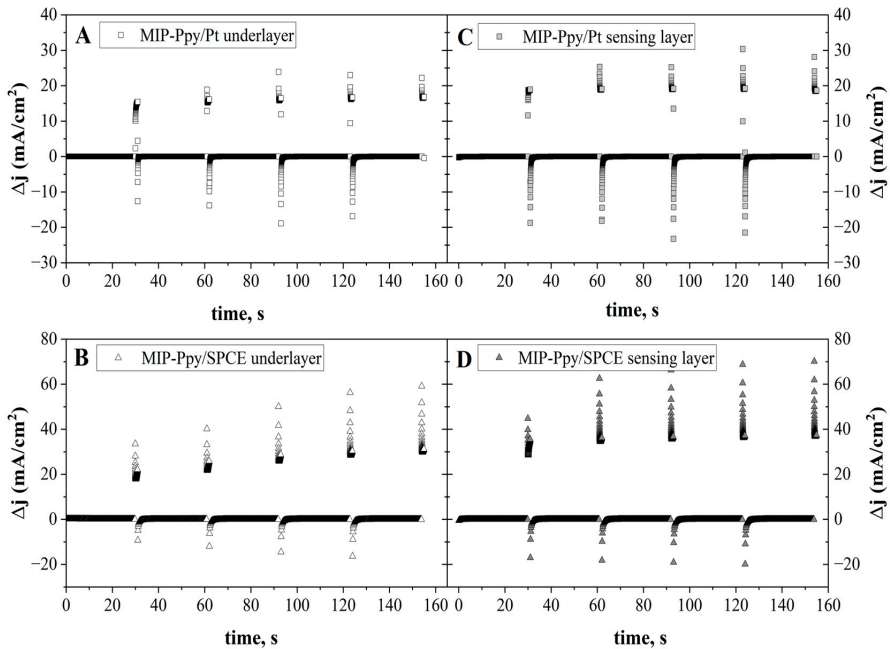 A
MIP-Ppy/Pt underlayer
40
30
20
10
0
−10
−20
−30
Δj (mA/cm²)
0 20 40 60 80 100 120 140 160
time, s
C
MIP-Ppy/Pt sensing layer
40
30
20
10
0
−10
−20
−30
Δj (mA/cm²)
0 20 40 60 80 100 120 140 160
time, s
B
MIP-Ppy/SPCE underlayer
80
60
40
20
0
−20
Δj (mA/cm²)
0 20 40 60 80 100 120 140 160
time, s
D
MIP-Ppy/SPCE sensing layer
80
60
40
20
0
−20
Δj (mA/cm²)
0 20 40 60 80 100 120 140 160
time, s